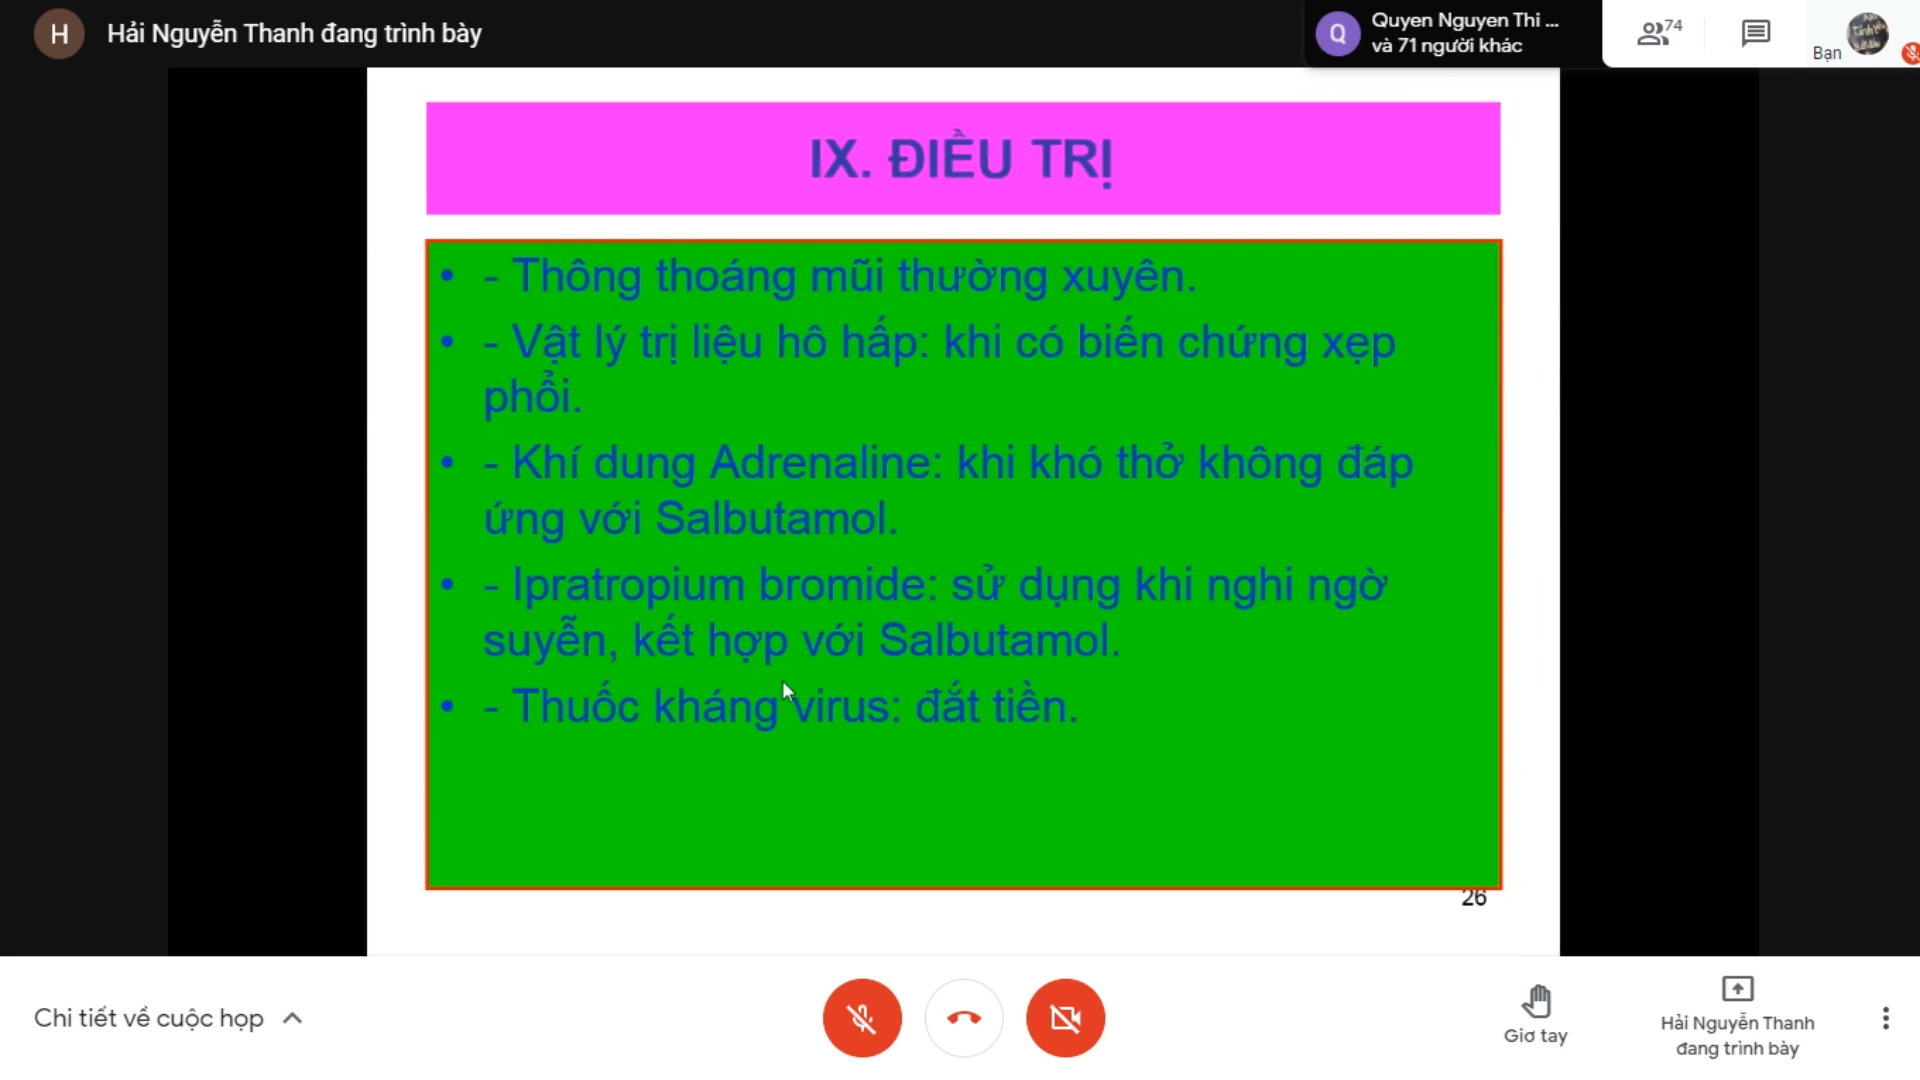 H
Hải Nguyễn Thanh đang trình bày
Q
Quyen Nguyen Thi ...
và 71 người khác
74
Bạn
IX. ĐIỀU TRỊ
• - Thông thoáng mũi thường xuyên.
• - Vật lý trị liệu hô hấp: khi có biến chứng xẹp
phổi.
• - Khí dung Adrenaline: khi khó thở không đáp
ứng với Salbutamol.
• - Ipratropium bromide: sử dụng khi nghi ngờ
suyễn, kết hợp với Salbutamol.
• - Thuốc kháng virus: đắt tiền.
26
Chi tiết về cuộc họp
Giơ tay
Hải Nguyễn Thanh
đang trình bày